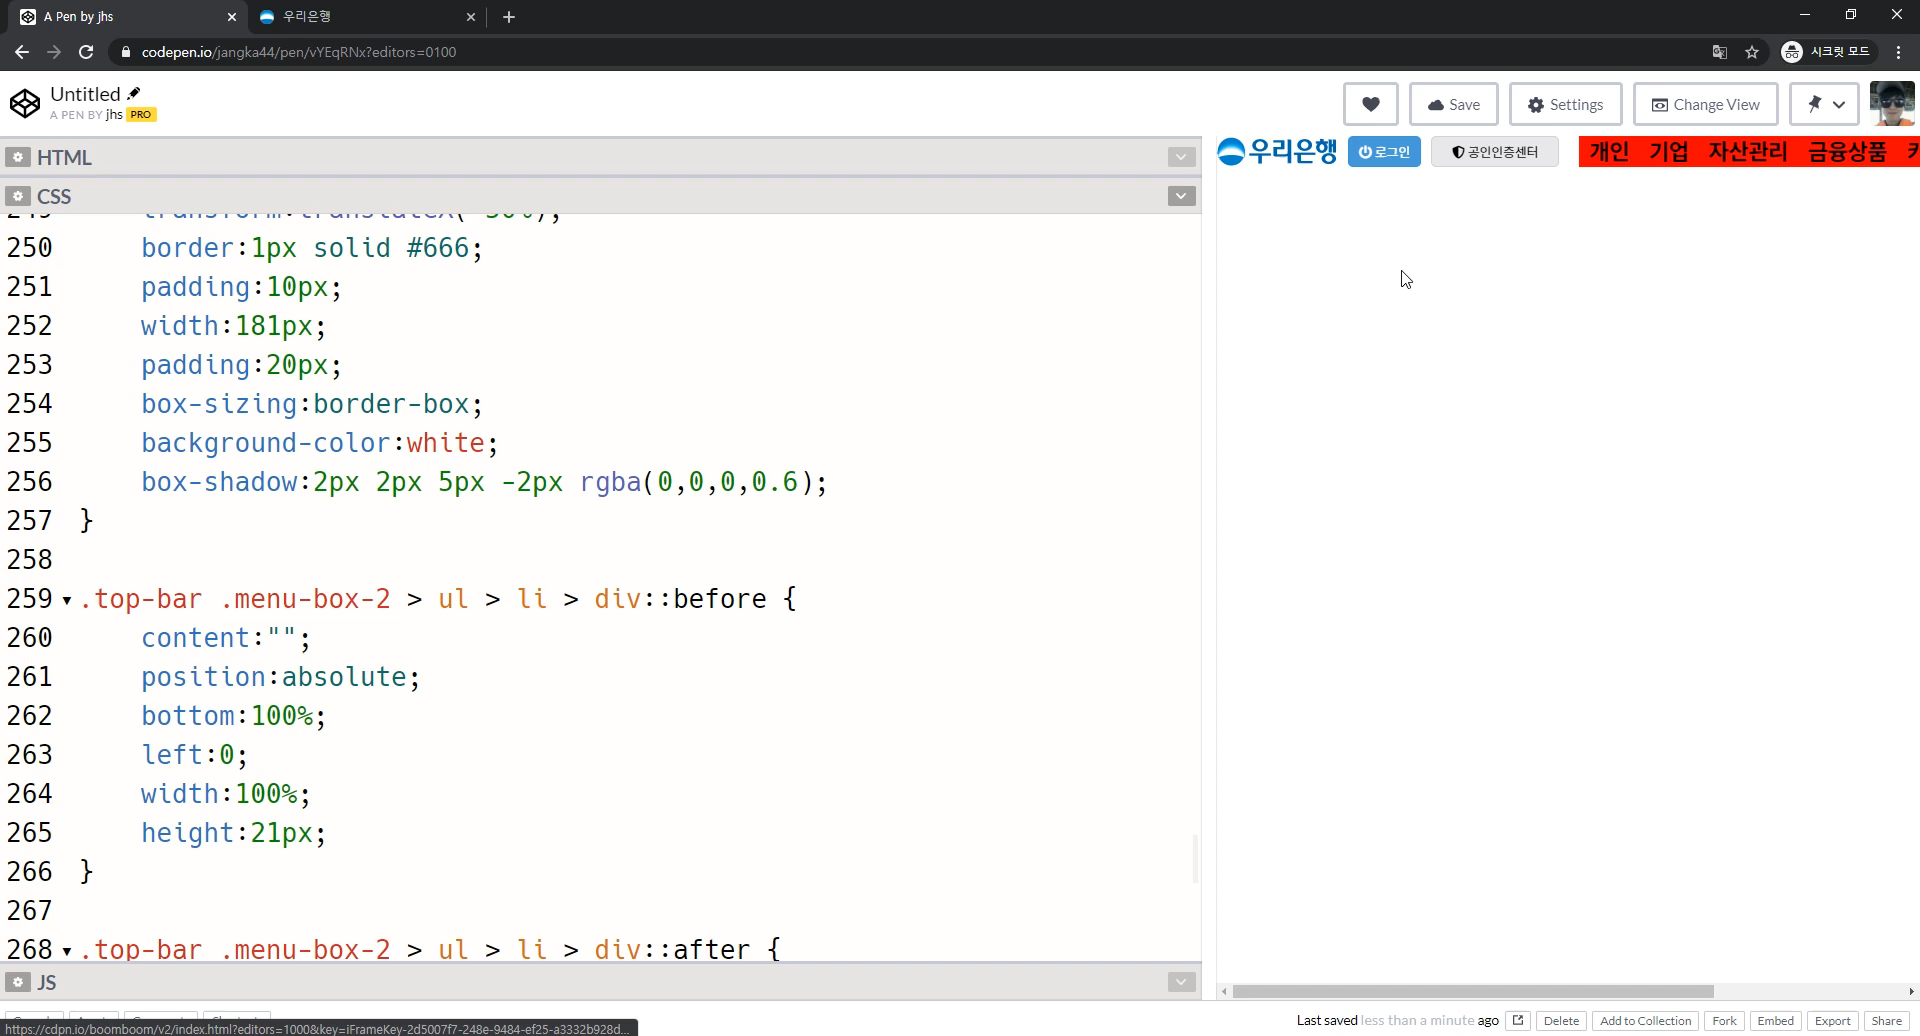 A Pen by jhs
우리은행
codepen.io/jangka44/pen/vYEqRNx?editors=0100
시크릿 모드
Untitled
A PEN BY jhs PRO
Save
Settings
Change View
HTML
우리은행
로그인
공인인증센터
개인 기업 자산관리 금융상품
CSS
250 border:1px solid #666;
251 padding:10px;
252 width:181px;
253 padding:20px;
254 box-sizing:border-box;
255 background-color:white;
256 box-shadow:2px 2px 5px -2px rgba(0,0,0,0.6);
257 }
258
259 .top-bar .menu-box-2 > ul > li > div::before {
260 content:"";
261 position:absolute;
262 bottom:100%;
263 left:0;
264 width:100%;
265 height:21px;
266 }
267
268 .top-bar .menu-box-2 > ul > li > div::after {
JS
https://cdpn.io/boomboom/v2/index.html?editors=1000&key=iFrameKey-2d5007f7-248e-9484-ef25-a3332b928d...
Last saved less than a minute ago
Delete
Add to Collection
Fork
Embed
Export
Share